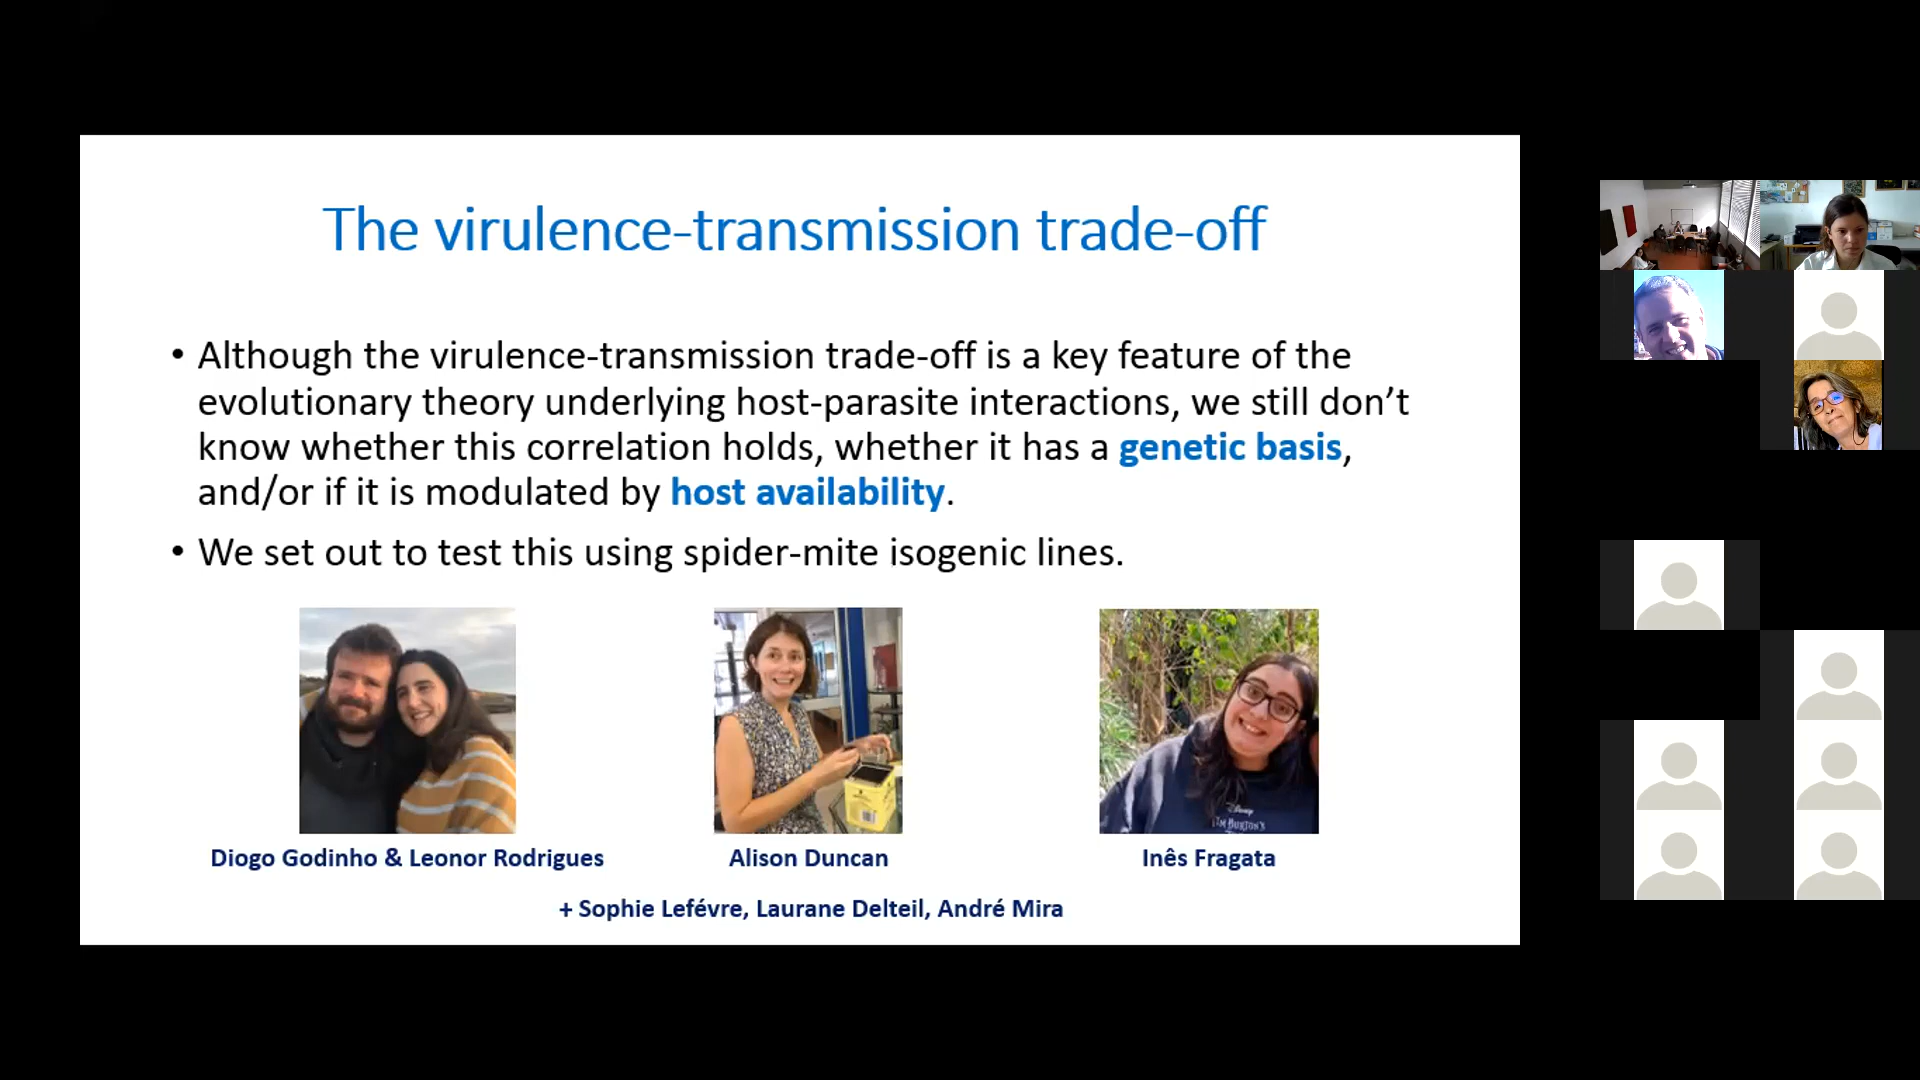 The virulence-transmission trade-off
• Although the virulence-transmission trade-off is a key feature of the
evolutionary theory underlying host-parasite interactions, we still don’t
know whether this correlation holds, whether it has a genetic basis,
and/or if it is modulated by host availability.
• We set out to test this using spider-mite isogenic lines.
Disney
TIM BURTON'S
Diogo Godinho & Leonor Rodrigues
Alison Duncan
Inês Fragata
+ Sophie Lefévre, Laurane Delteil, André Mira